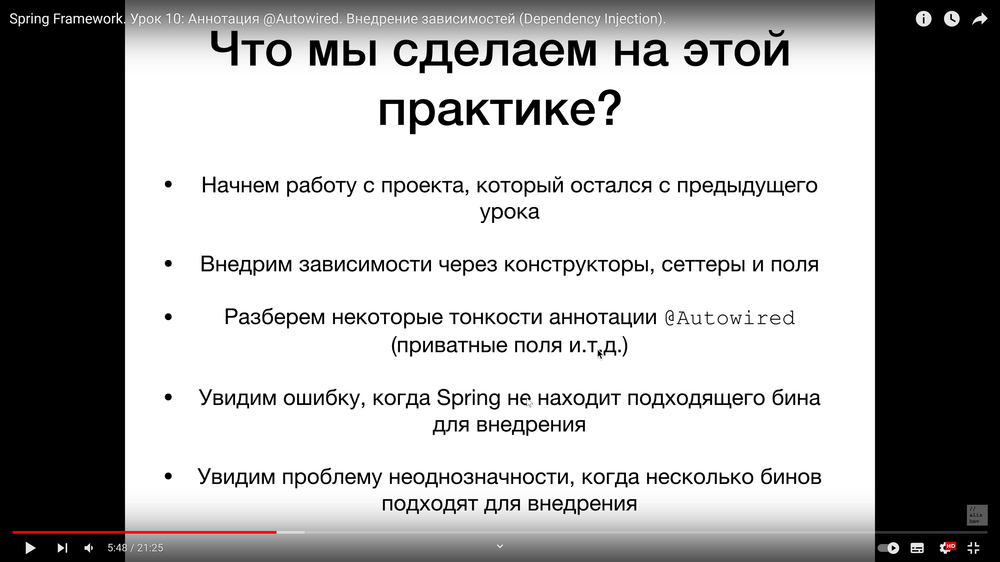 Spring Framework. Урок 10: Аннотация @Autowired. Внедрение зависимостей (Dependency Injection).
Что мы сделаем на этой
практике?
• Начнем работу с проекта, который остался с предыдущего
урока
• Внедрим зависимости через конструкторы, сеттеры и поля
• Разберем некоторые тонкости аннотации @Autowired
(приватные поля и.т.д.)
• Увидим ошибку, когда Spring не находит подходящего бина
для внедрения
• Увидим проблему неоднозначности, когда несколько бинов
подходят для внедрения
//
alis
hev
5:48 / 21:25
HD